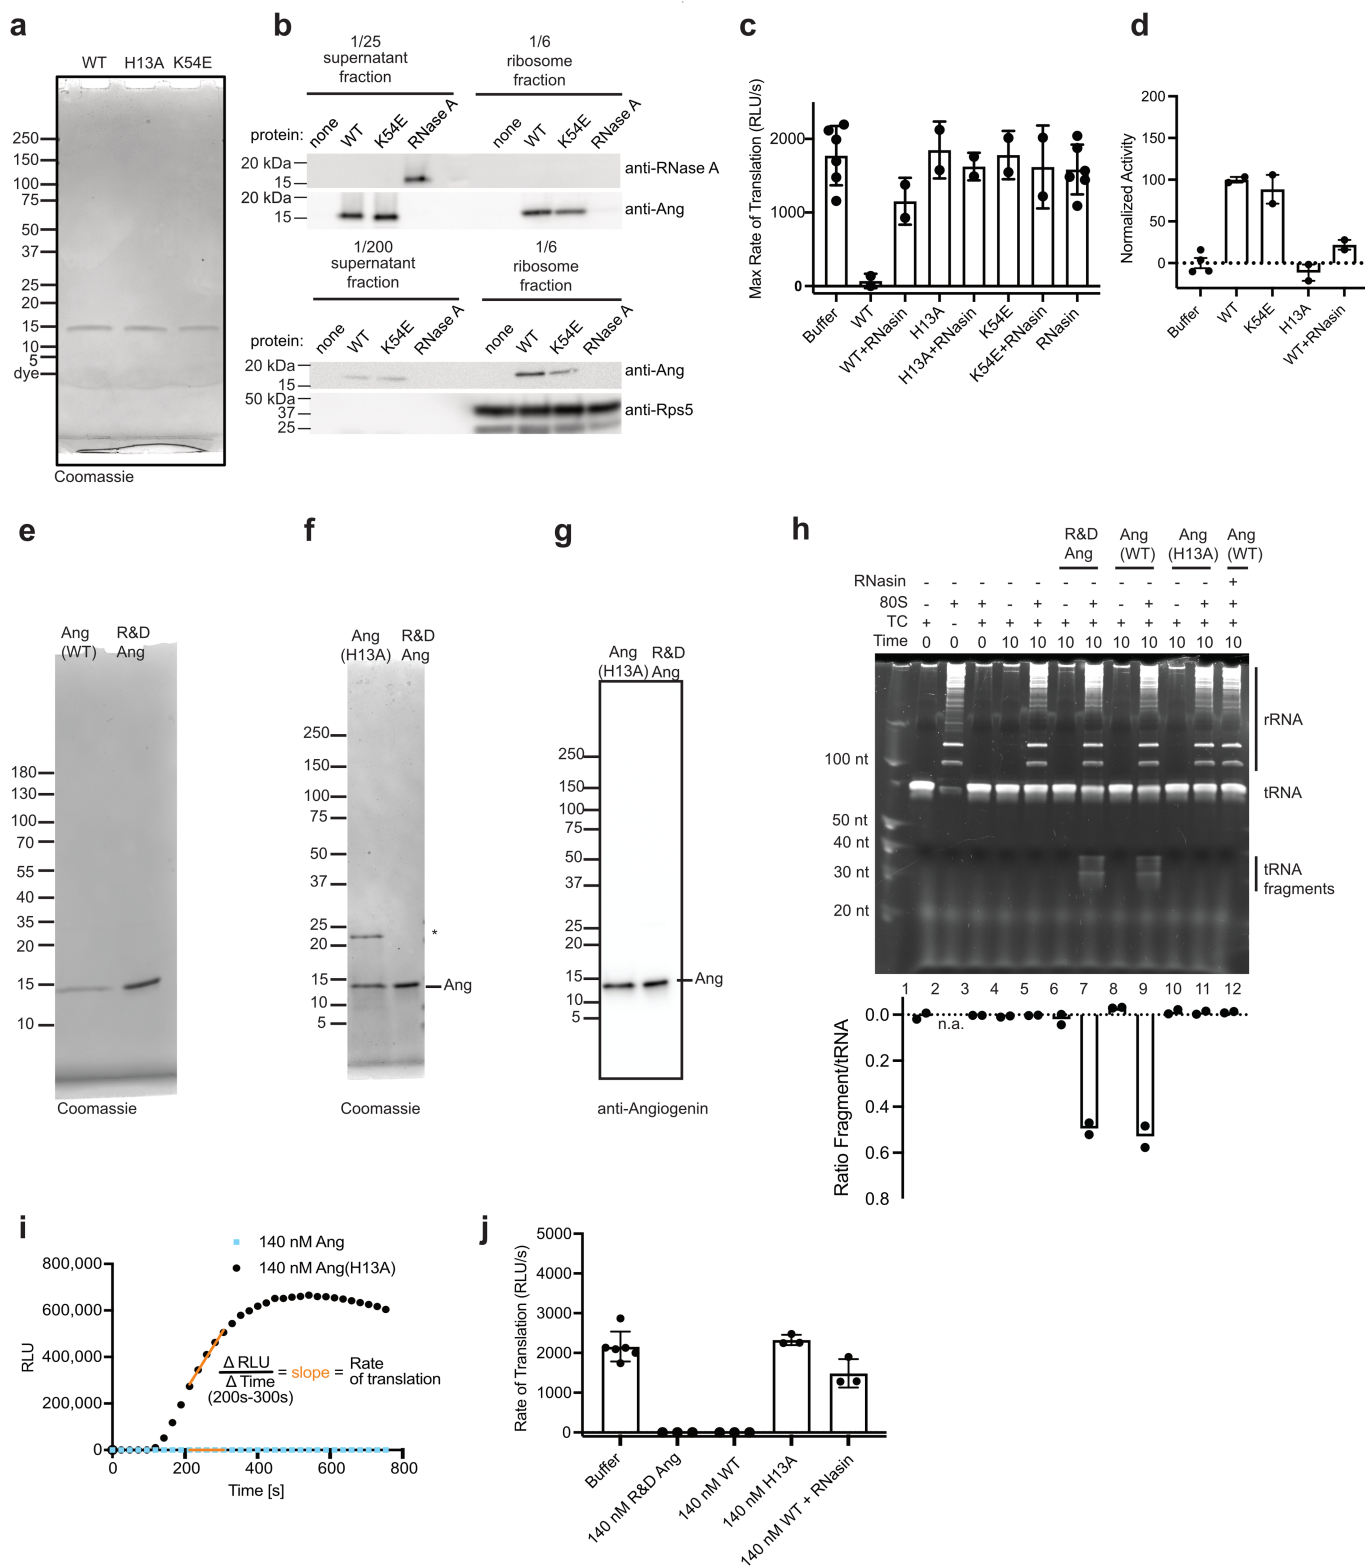 a
WT H13A K54E
250
150
100
75
50
37
25
20
15
10
5
dye
Coomassie
b
1/25
supernatant
fraction
1/6
ribosome
fraction
protein: none WT K54E RNase A none WT K54E RNase A
20 kDa
15
anti-RNase A
20 kDa
15
anti-Ang
1/200
supernatant
fraction
1/6
ribosome
fraction
protein: none WT K54E RNase A none WT K54E RNase A
20 kDa
15
anti-Ang
50 kDa
37
25
anti-Rps5
c
Max Rate of Translation (RLU/s)
2000
1000
0
Buffer
WT
WT+RNasin
H13A
H13A+RNasin
K54E
K54E+RNasin
RNasin
d
Normalized Activity
200
150
100
50
0
Buffer
WT
K54E
H13A
WT+RNasin
e
Ang
(WT)
R&D
Ang
180
130
100
70
55
40
35
20
15
10
Coomassie
f
Ang
(H13A)
R&D
Ang
250
150
100
75
50
37
25
20
15
10
5
*
Ang
Coomassie
g
Ang
(H13A)
R&D
Ang
250
150
100
75
50
37
25
20
15
10
5
Ang
anti-Angiogenin
h
R&D
Ang
Ang
(WT)
Ang
(H13A)
Ang
(WT)
RNasin - - - - - - - - - - - +
80S - + + - + - + - + - + +
TC + - + + + + + + + + + +
Time 0 0 0 10 10 10 10 10 10 10 10 10
100 nt
50 nt
40 nt
30 nt
20 nt
rRNA
tRNA
tRNA
fragments
1 2 3 4 5 6 7 8 9 10 11 12
Ratio Fragment/tRNA
0.0
0.2
0.4
0.6
0.8
n.a.
i
140 nM Ang
140 nM Ang(H13A)
RLU
800,000
600,000
400,000
200,000
0
Δ RLU
Δ Time
(200s-300s)
= slope = Rate
of translation
0 200 400 600 800
Time [s]
j
Rate of Translation (RLU/s)
5000
4000
3000
2000
1000
0
Buffer
140 nM R&D Ang
140 nM WT
140 nM H13A
140 nM WT + RNasin